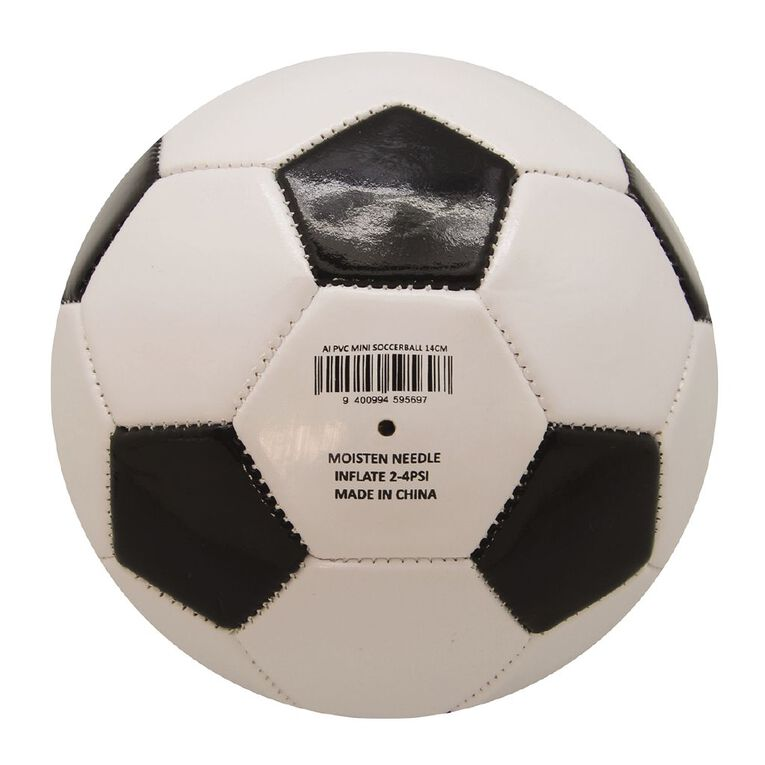 AI PVC MINI SOCCERBALL 14CM
9 400994 595697
MOISTEN NEEDLE
INFLATE 2-4PSI
MADE IN CHINA